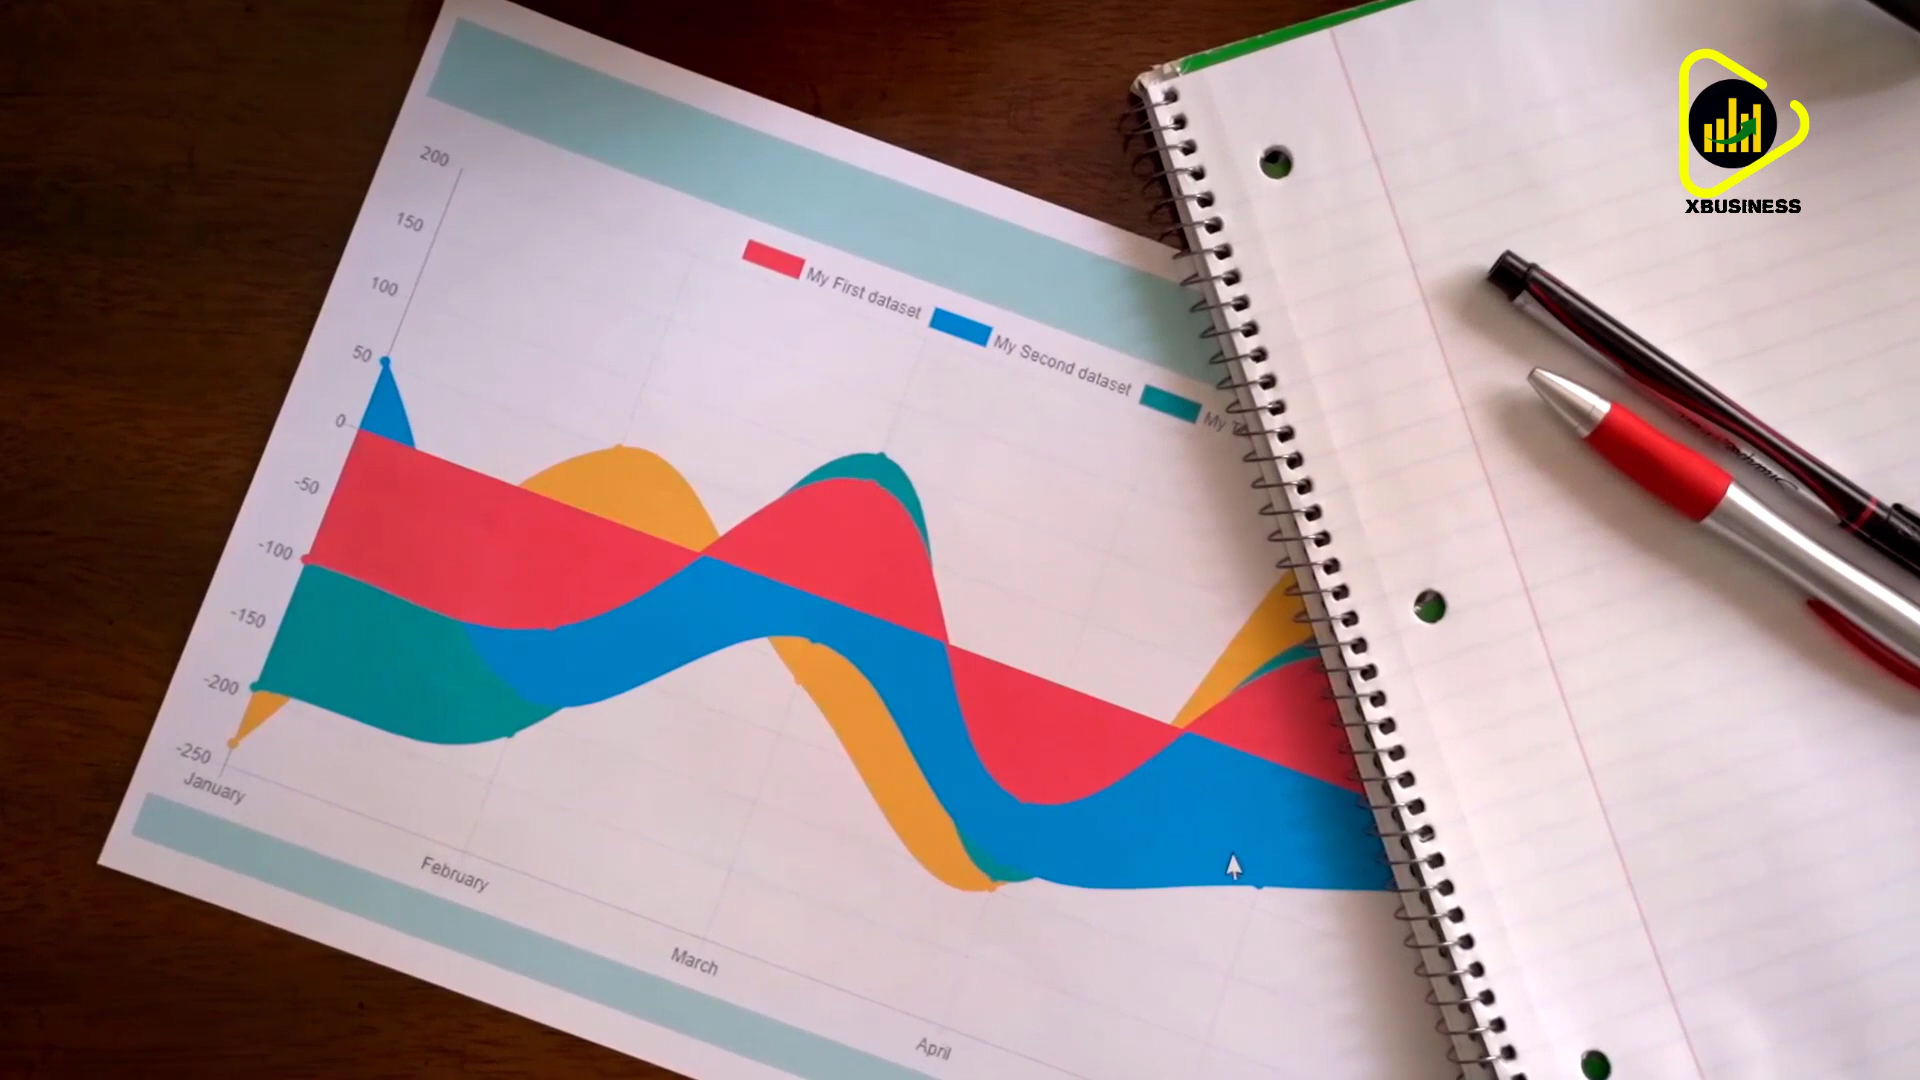 XBUSINESS
200
150
100
50
0
-50
-100
-150
-200
-250
My First dataset
My Second dataset
My
January
February
March
April